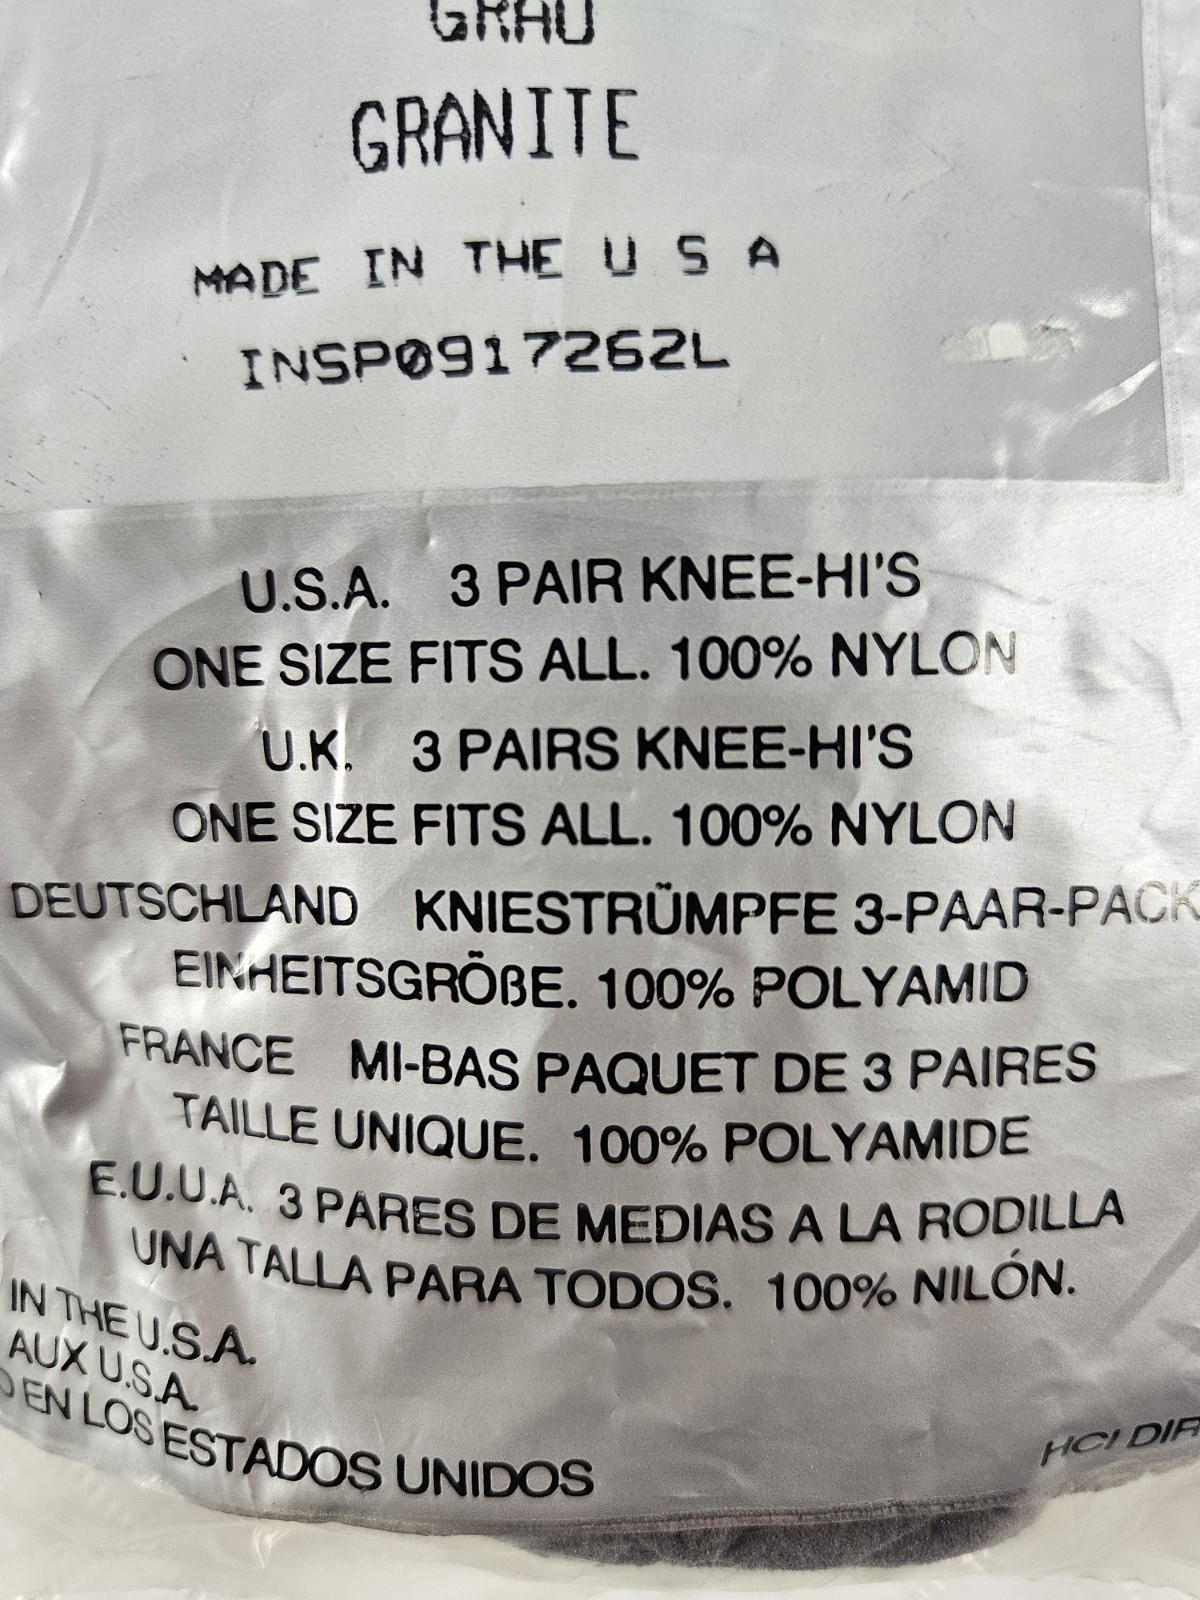 GRAU
GRANITE
MADE IN THE U S A
INSP0917262L
U.S.A. 3 PAIR KNEE-HI'S
ONE SIZE FITS ALL. 100% NYLON
U.K. 3 PAIRS KNEE-HI'S
ONE SIZE FITS ALL. 100% NYLON
DEUTSCHLAND KNIESTRÜMPFE 3-PAAR-PACK
EINHEITSGRÖßE. 100% POLYAMID
FRANCE MI-BAS PAQUET DE 3 PAIRES
TAILLE UNIQUE. 100% POLYAMIDE
E.U.U.A. 3 PARES DE MEDIAS A LA RODILLA
UNA TALLA PARA TODOS. 100% NILÓN.
IN THE U.S.A.
AUX U.S.A.
EN LOS ESTADOS UNIDOS
HCI DIR